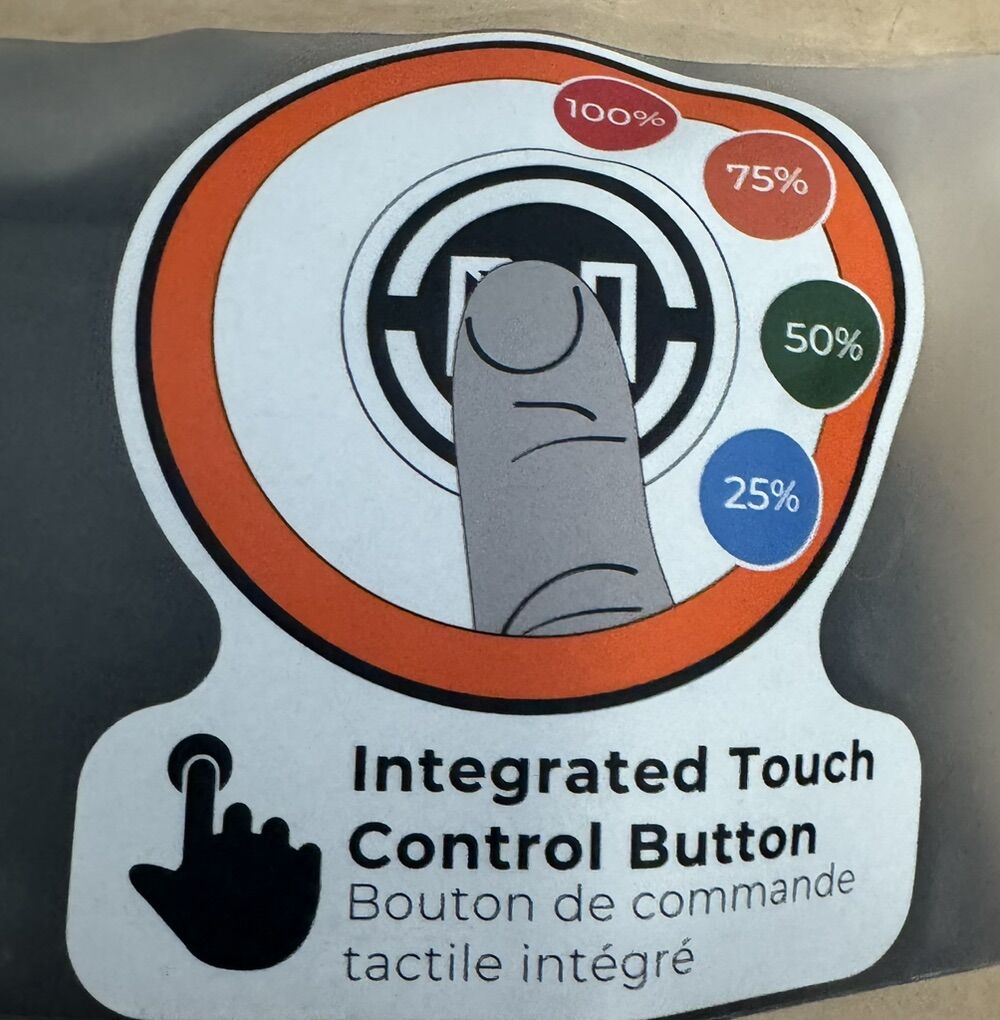 100%
75%
50%
25%
Integrated Touch
Control Button
Bouton de commande
tactile intégré